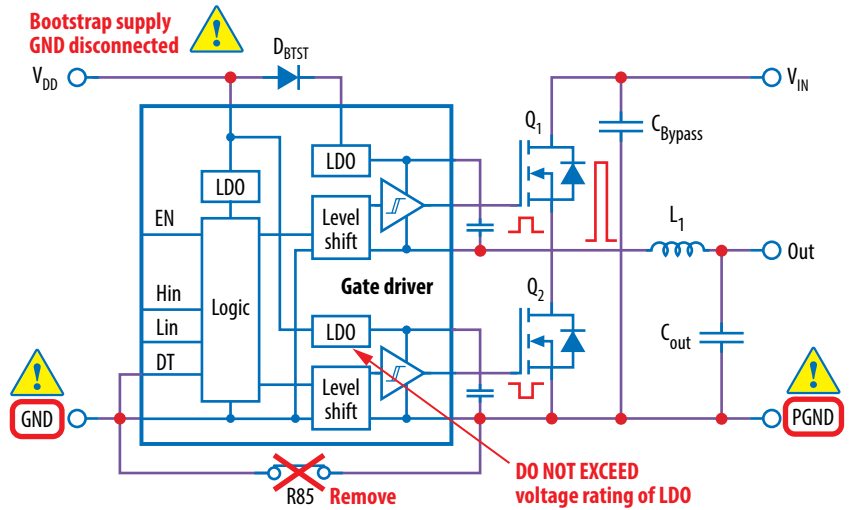 Bootstrap supply
GND disconnected
V_DD
D_BTST
V_IN
Q_1
C_Bypass
LDO
LDO
Level
shift
EN
L_1
Out
Gate driver
Hin
Logic
Lin
LDO
Q_2
C_out
DT
Level
shift
GND
PGND
R85
Remove
DO NOT EXCEED
voltage rating of LDO